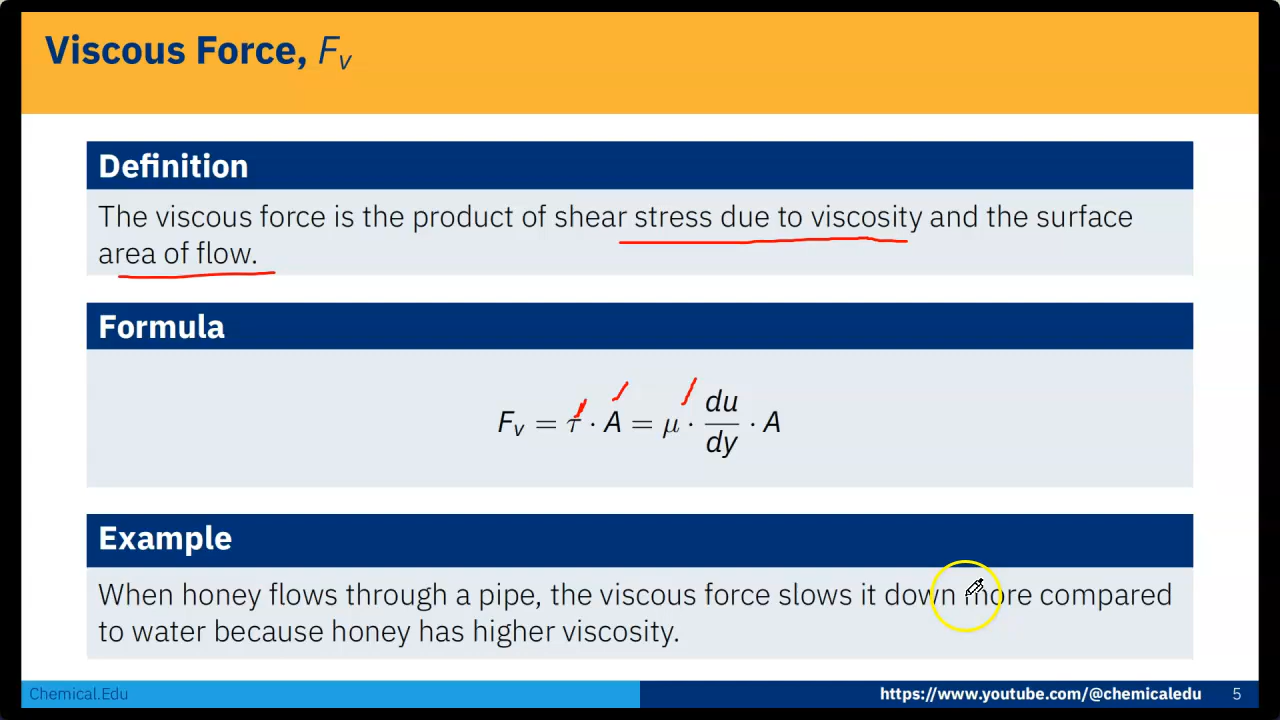 Viscous Force, Fv
Definition
The viscous force is the product of shear stress due to viscosity and the surface
area of flow.
Formula
Fv = τ · A = μ · du/dy · A
Example
When honey flows through a pipe, the viscous force slows it down more compared
to water because honey has higher viscosity.
Chemical.Edu https://www.youtube.com/@chemicaledu 5